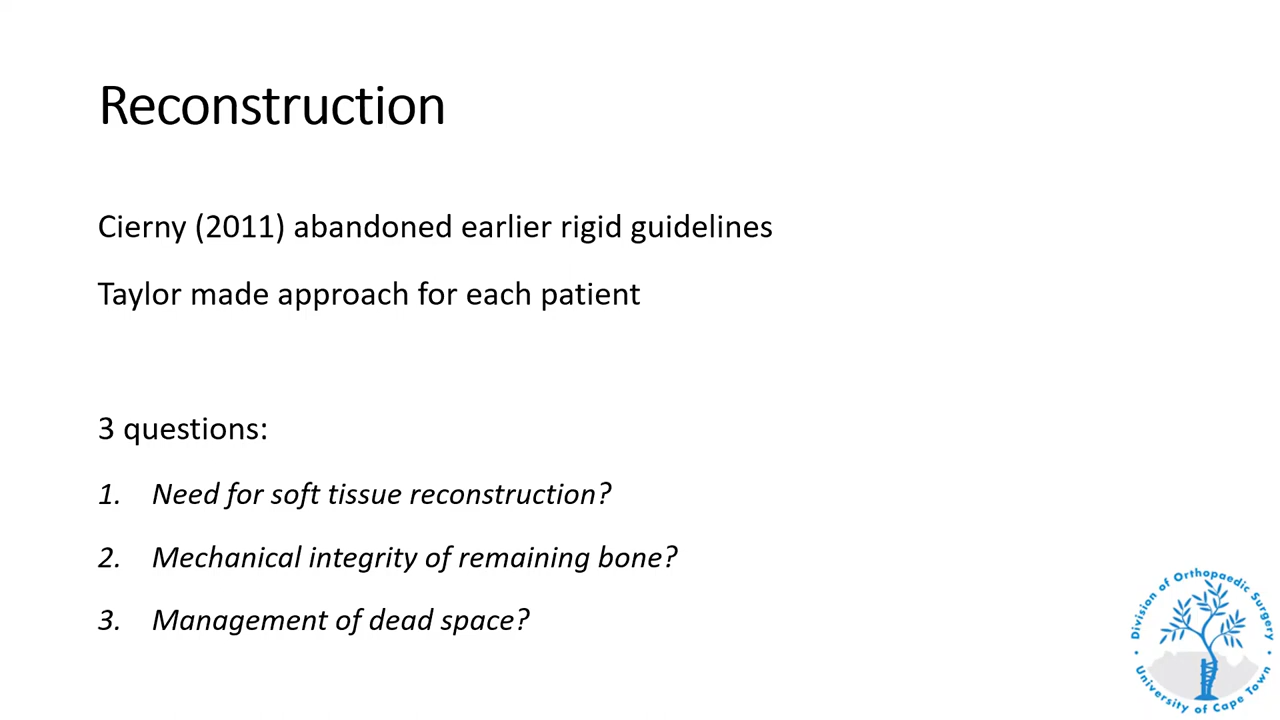 Reconstruction
Cierny (2011) abandoned earlier rigid guidelines
Taylor made approach for each patient
3 questions:
1. Need for soft tissue reconstruction?
2. Mechanical integrity of remaining bone?
3. Management of dead space?
Division of Orthopaedic Surgery
• University of Cape Town •